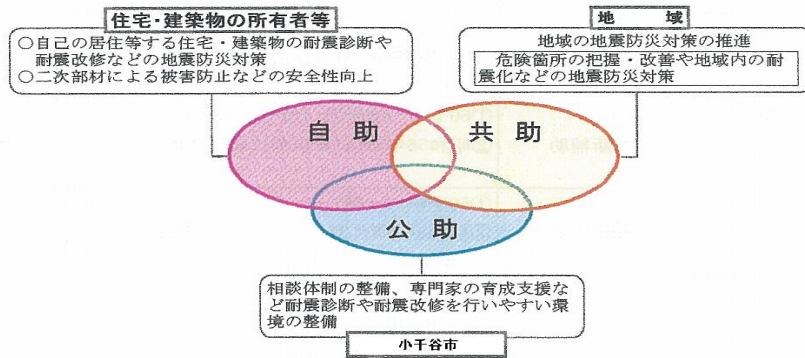 住宅・建築物の所有者等
○自己の居住等する住宅・建築物の耐震診断や
耐震改修などの地震防災対策
○二次部材による被害防止などの安全性向上
地　域
地域の地震防災対策の推進
危険箇所の把握・改善や地域内の耐
震化などの地震防災対策
自助
共助
公助
相談体制の整備、専門家の育成支援な
ど耐震診断や耐震改修を行いやすい環
境の整備
小千谷市